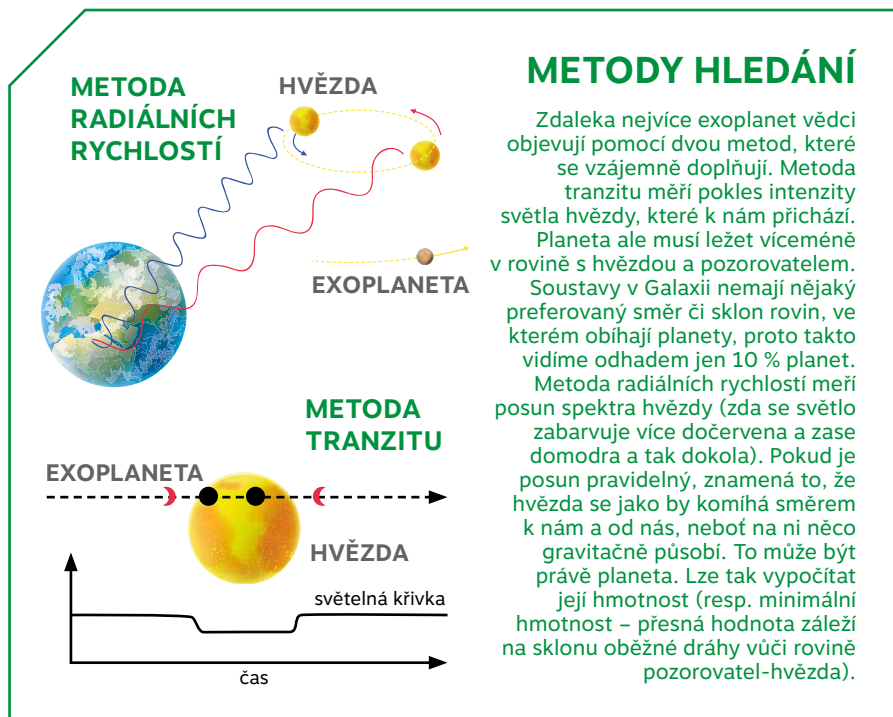 METODA
RADIÁLNÍCH
RYCHLOSTÍ
HVĚZDA
EXOPLANETA
METODA
TRANZITU
EXOPLANETA
HVĚZDA
světelná křivka
čas
METODY HLEDÁNÍ
Zdaleka nejvíce exoplanet vědci
objevují pomocí dvou metod, které
se vzájemně doplňují. Metoda
tranzitu měří pokles intenzity
světla hvězdy, které k nám přichází.
Planeta ale musí ležet víceméně
v rovině s hvězdou a pozorovatelem.
Soustavy v Galaxii nemají nějaký
preferovaný směr či sklon rovin, ve
kterém obíhají planety, proto takto
vidíme odhadem jen 10 % planet.
Metoda radiálních rychlostí meří
posun spektra hvězdy (zda se světlo
zabarvuje více dočervena a zase
domodra a tak dokola). Pokud je
posun pravidelný, znamená to, že
hvězda se jako by komíhá směrem
k nám a od nás, neboť na ni něco
gravitačně působí. To může být
právě planeta. Lze tak vypočítat
její hmotnost (resp. minimální
hmotnost – přesná hodnota záleží
na sklonu oběžné dráhy vůči rovině
pozorovatel-hvězda).